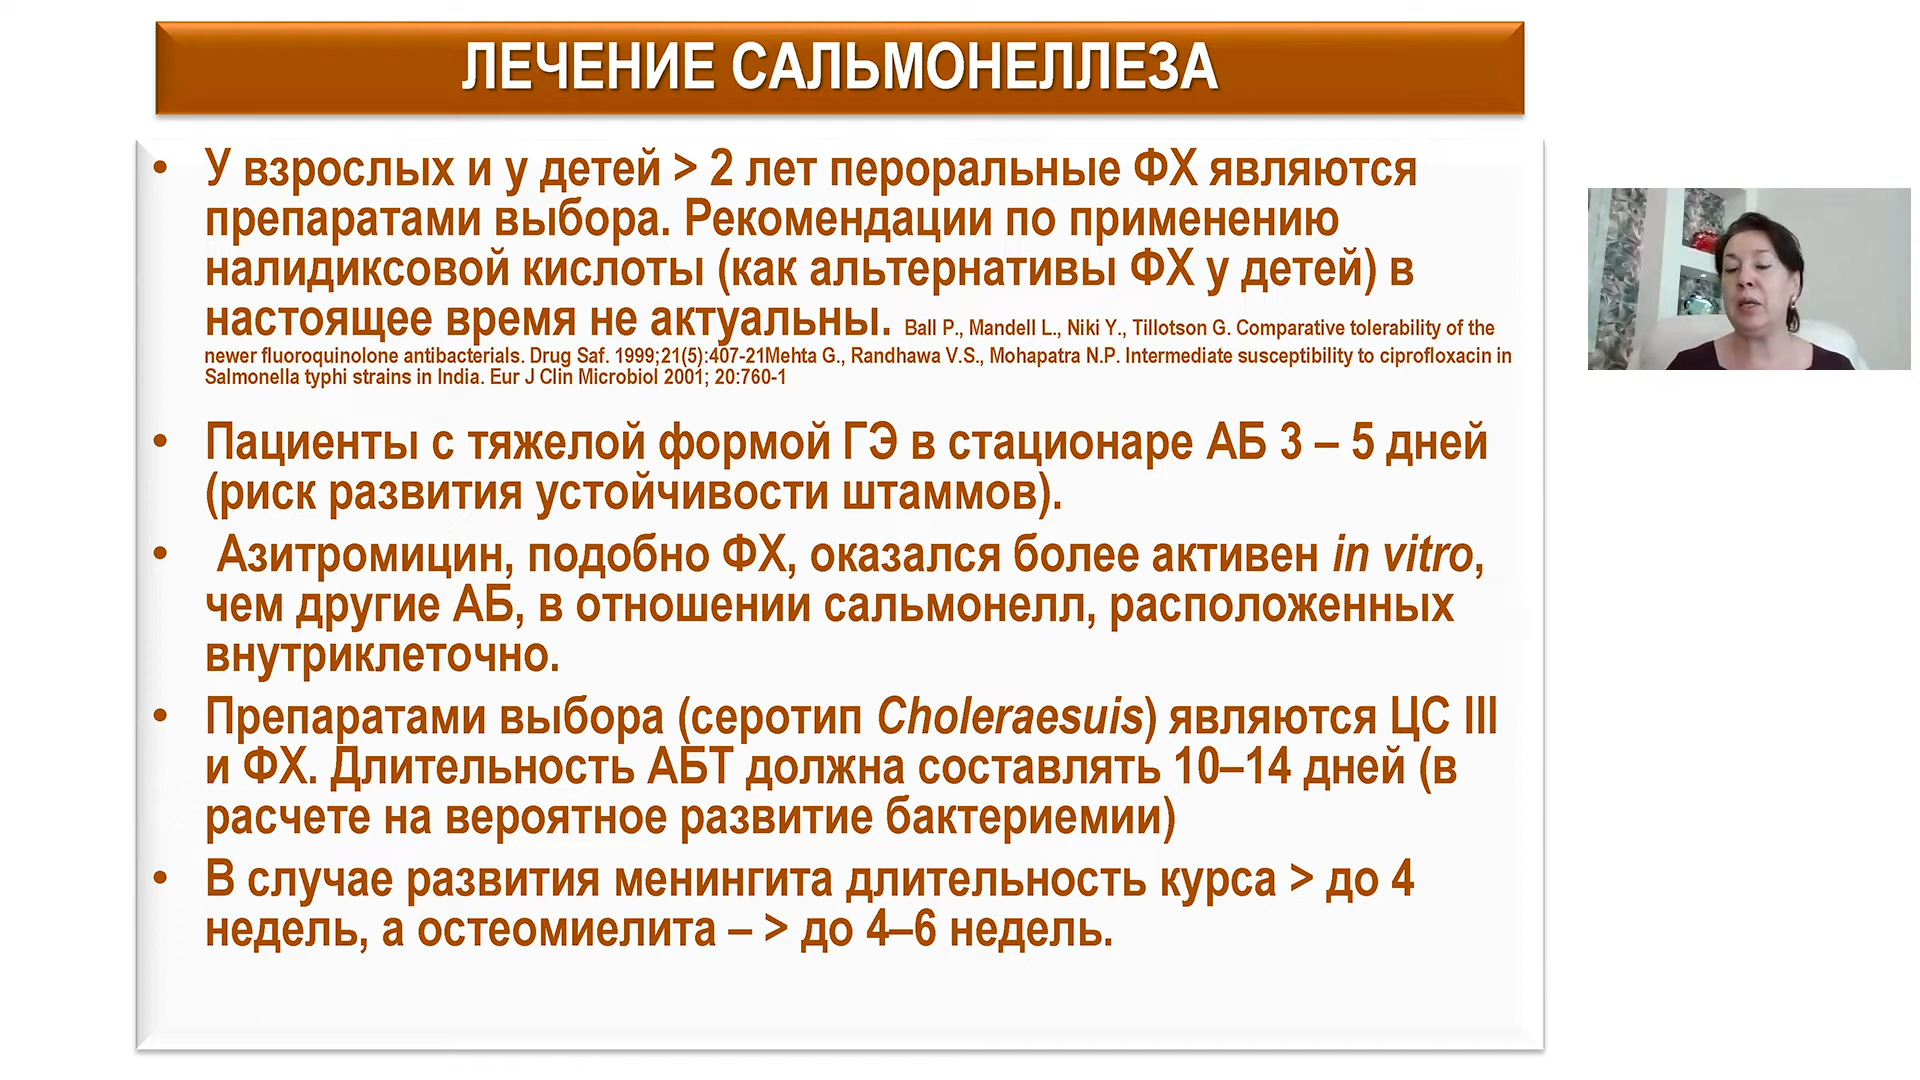 ЛЕЧЕНИЕ САЛЬМОНЕЛЛЕЗА
• У взрослых и у детей > 2 лет пероральные ФХ являются
препаратами выбора. Рекомендации по применению
налидиксовой кислоты (как альтернативы ФХ у детей) в
настоящее время не актуальны. Ball P., Mandell L., Niki Y., Tillotson G. Comparative tolerability of the
newer fluoroquinolone antibacterials. Drug Saf. 1999;21(5):407-21Mehta G., Randhawa V.S., Mohapatra N.P. Intermediate susceptibility to ciprofloxacin in
Salmonella typhi strains in India. Eur J Clin Microbiol 2001; 20:760-1
• Пациенты с тяжелой формой ГЭ в стационаре АБ 3 – 5 дней
(риск развития устойчивости штаммов).
• Азитромицин, подобно ФХ, оказался более активен in vitro,
чем другие АБ, в отношении сальмонелл, расположенных
внутриклеточно.
• Препаратами выбора (серотип Choleraesuis) являются ЦС III
и ФХ. Длительность АБТ должна составлять 10–14 дней (в
расчете на вероятное развитие бактериемии)
• В случае развития менингита длительность курса > до 4
недель, а остеомиелита – > до 4–6 недель.